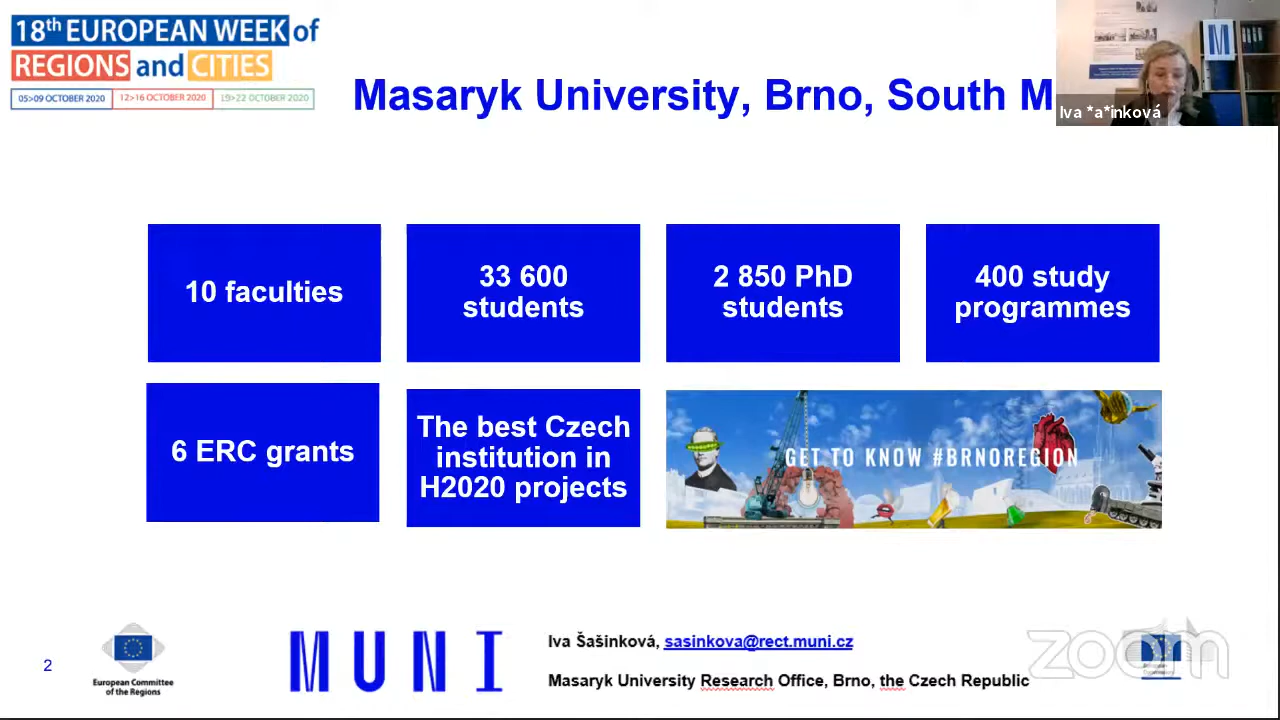 18th EUROPEAN WEEK of
REGIONS and CITIES
05>09 OCTOBER 2020 12>16 OCTOBER 2020 19>22 OCTOBER 2020
Masaryk University, Brno, South M
Iva *a*inková
10 faculties
33 600
students
2 850 PhD
students
400 study
programmes
6 ERC grants
The best Czech
institution in
H2020 projects
GET TO KNOW #BRNOREGION
2
European Committee
of the Regions
MUNI
Iva Šašinková, sasinkova@rect.muni.cz
Masaryk University Research Office, Brno, the Czech Republic
zoom